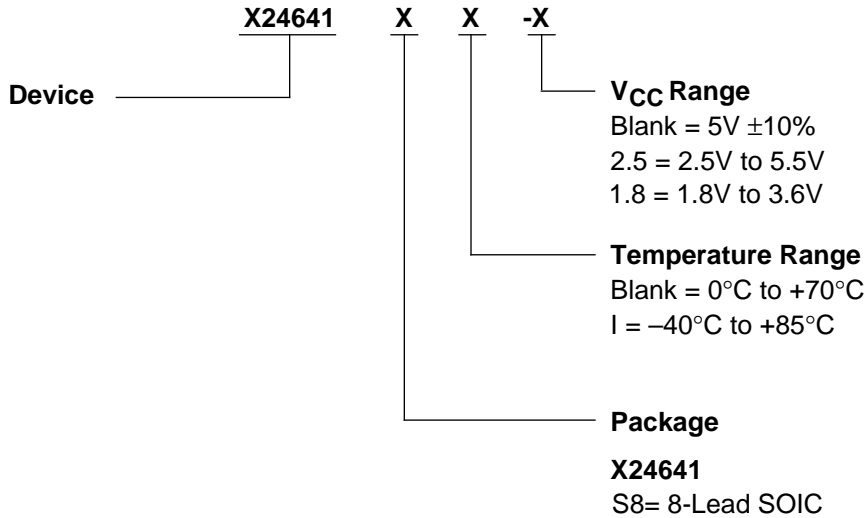 X24641 X X -X
Device
VCC Range
Blank = 5V ±10%
2.5 = 2.5V to 5.5V
1.8 = 1.8V to 3.6V
Temperature Range
Blank = 0°C to +70°C
I = –40°C to +85°C
Package
X24641
S8= 8-Lead SOIC